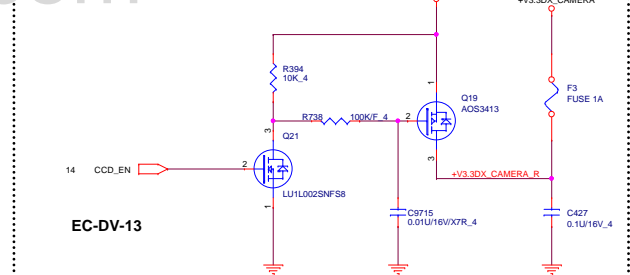 +V3.3DX_CAMERA
R394
10K_4
1
F3
FUSE 1A
Q19
AOS3413
R738
100K/F_4
2
3
Q21
3
+V3.3DX_CAMERA_R
14
CCD_EN
2
LU1L002SNFS8
1
C9715
0.01U/16V/X7R_4
C427
0.1U/16V_4
EC-DV-13